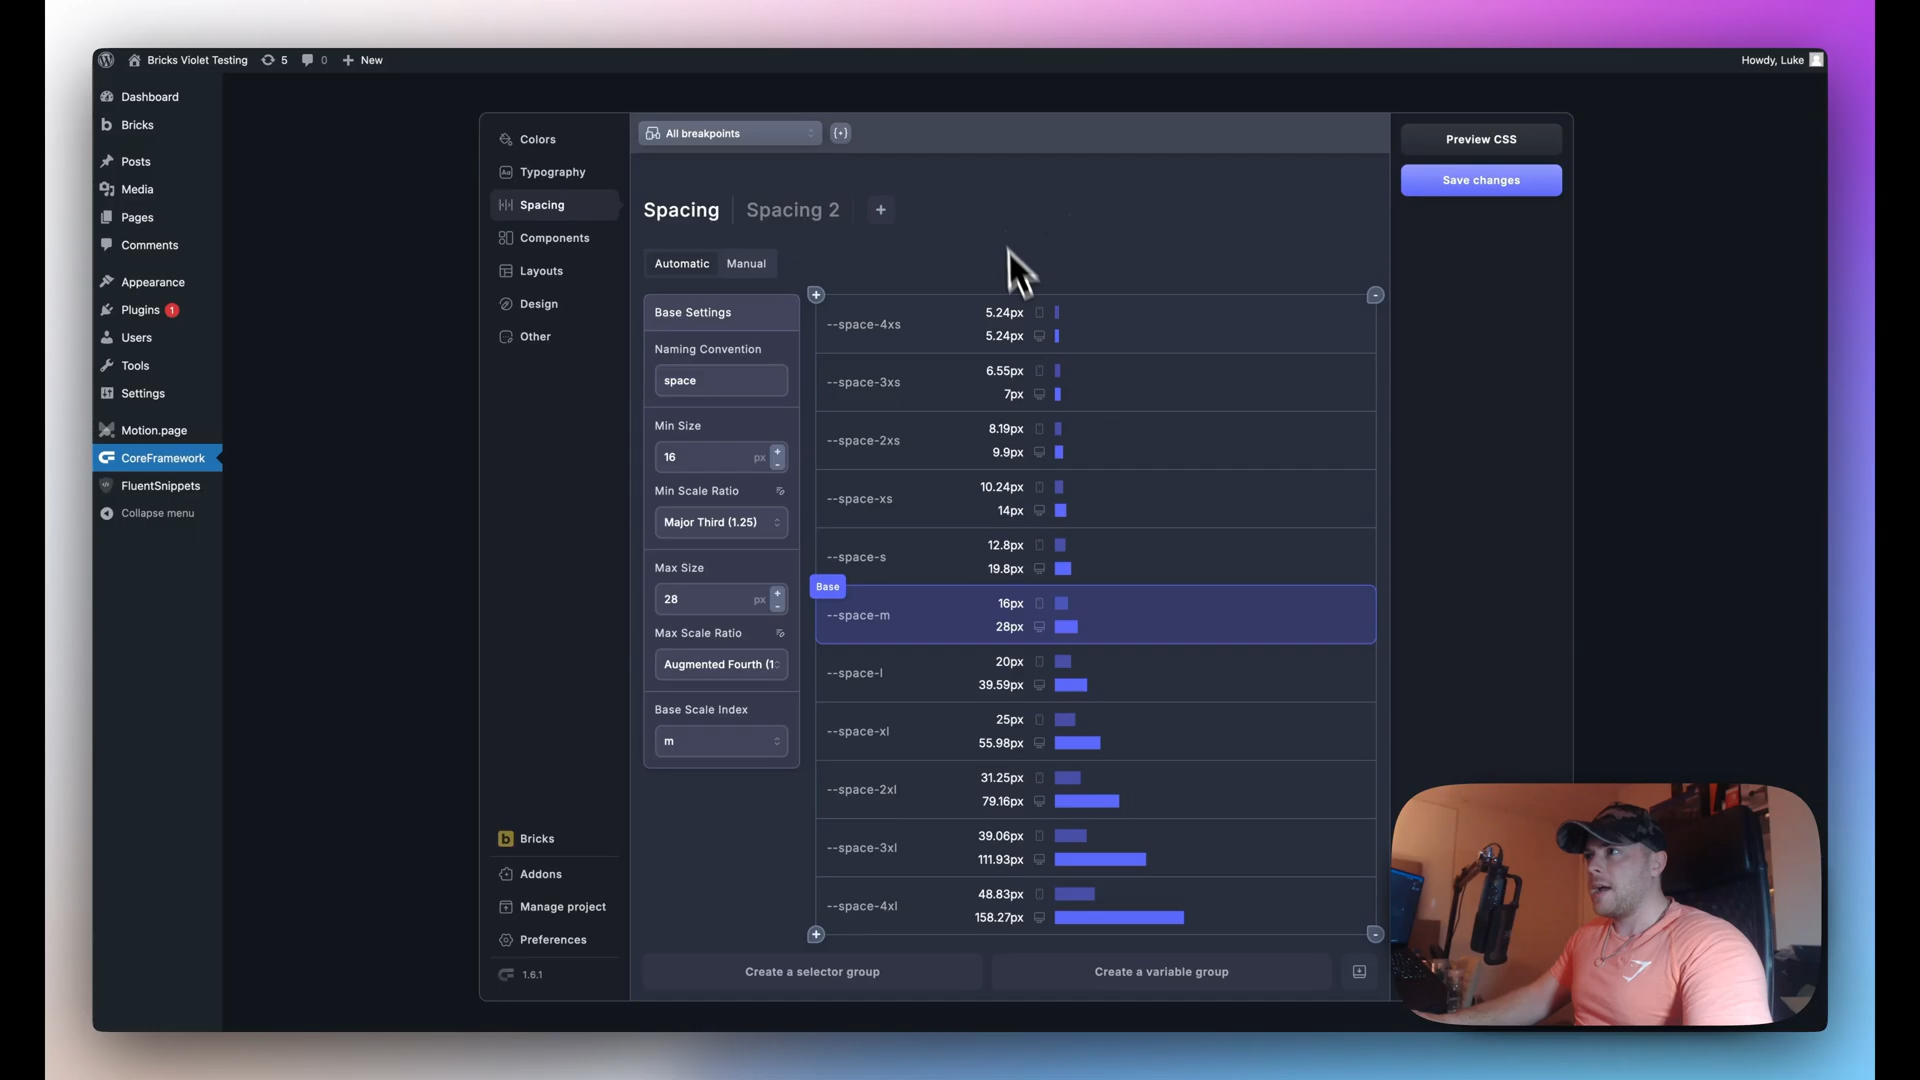 Bricks Violet Testing
5
0
New
Howdy, Luke
Dashboard
Bricks
Posts
Media
Pages
Comments
Appearance
Plugins 1
Users
Tools
Settings
Motion.page
CoreFramework
FluentSnippets
Collapse menu
Colors
Typography
Spacing
Components
Layouts
Design
Other
Bricks
Addons
Manage project
Preferences
1.6.1
All breakpoints
Spacing
Spacing 2
+
Automatic
Manual
Base Settings
Naming Convention
space
Min Size
16 px
Min Scale Ratio
Major Third (1.25)
Max Size
28 px
Max Scale Ratio
Augmented Fourth (1
Base Scale Index
m
--space-4xs
5.24px
5.24px
--space-3xs
6.55px
7px
--space-2xs
8.19px
9.9px
--space-xs
10.24px
14px
--space-s
12.8px
19.8px
Base
--space-m
16px
28px
--space-l
20px
39.59px
--space-xl
25px
55.98px
--space-2xl
31.25px
79.16px
--space-3xl
39.06px
111.93px
--space-4xl
48.83px
158.27px
Create a selector group
Create a variable group
Preview CSS
Save changes